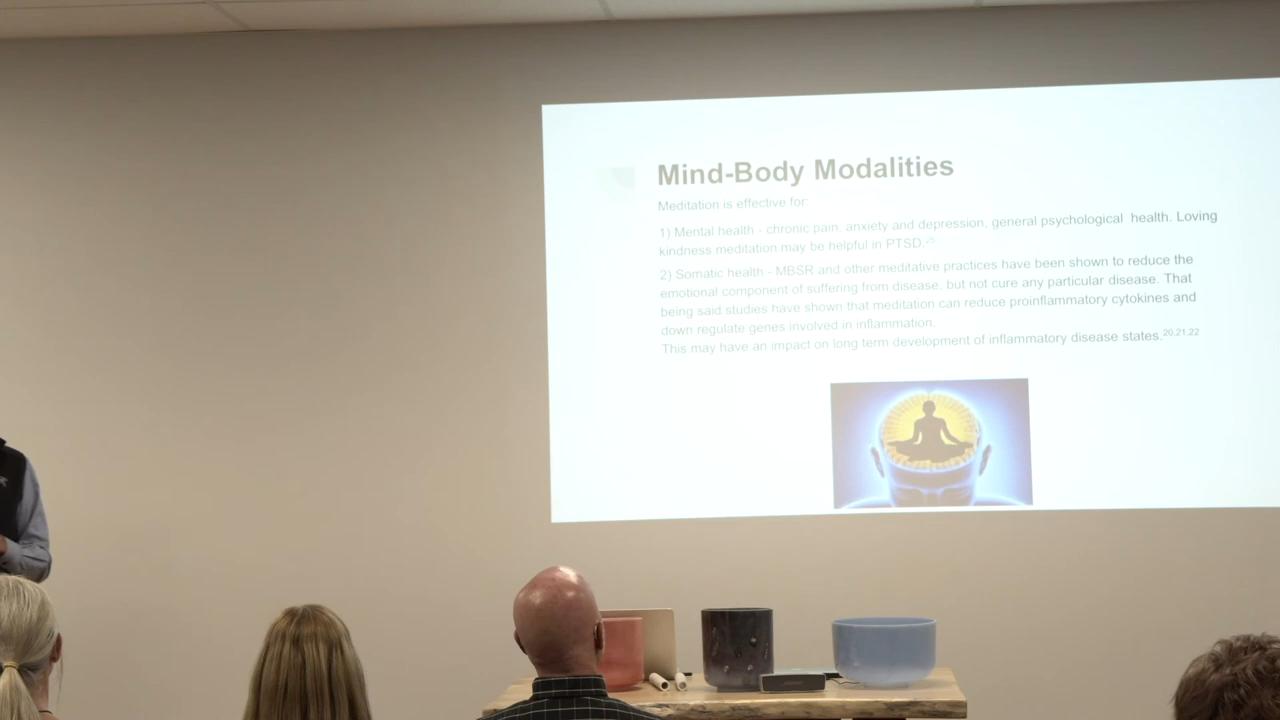 Mind-Body Modalities
Meditation is effective for:
1) Mental health - chronic pain, anxiety and depression, general psychological health. Loving
kindness meditation may be helpful in PTSD.25
2) Somatic health - MBSR and other meditative practices have been shown to reduce the
emotional component of suffering from disease, but not cure any particular disease. That
being said studies have shown that meditation can reduce proinflammatory cytokines and
down regulate genes involved in inflammation.
This may have an impact on long term development of inflammatory disease states.20,21,22